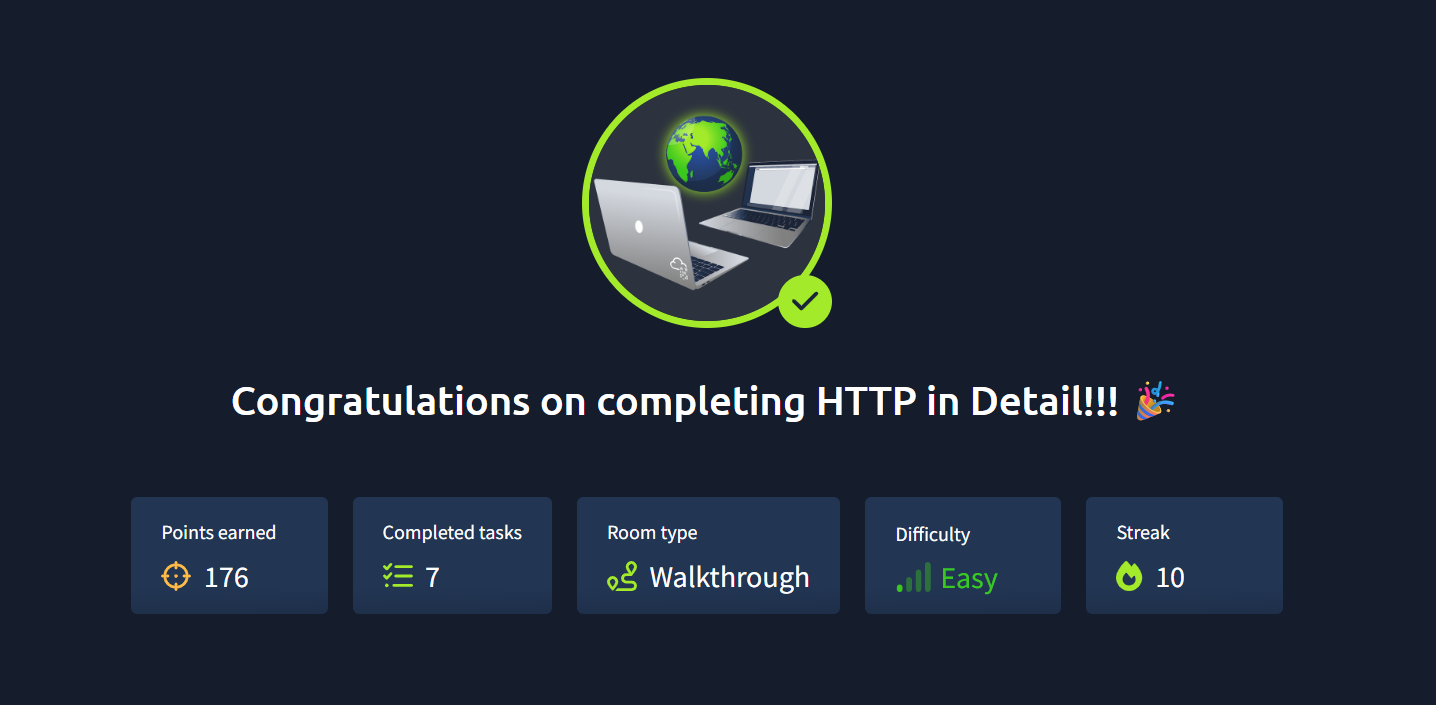 Congratulations on completing HTTP in Detail!!! 🎉
Points earned
176
Completed tasks
7
Room type
Walkthrough
Difficulty
Easy
Streak
10